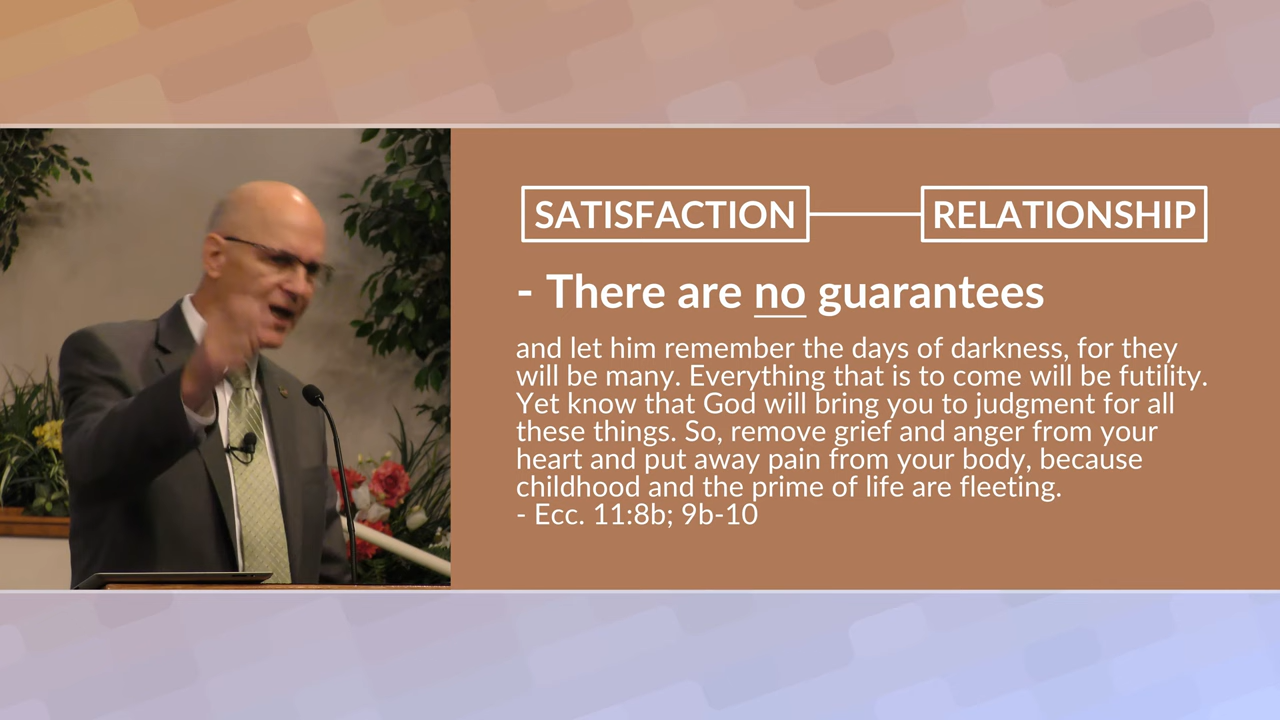 SATISFACTION RELATIONSHIP
- There are no guarantees
and let him remember the days of darkness, for they
will be many. Everything that is to come will be futility.
Yet know that God will bring you to judgment for all
these things. So, remove grief and anger from your
heart and put away pain from your body, because
childhood and the prime of life are fleeting.
- Ecc. 11:8b; 9b-10